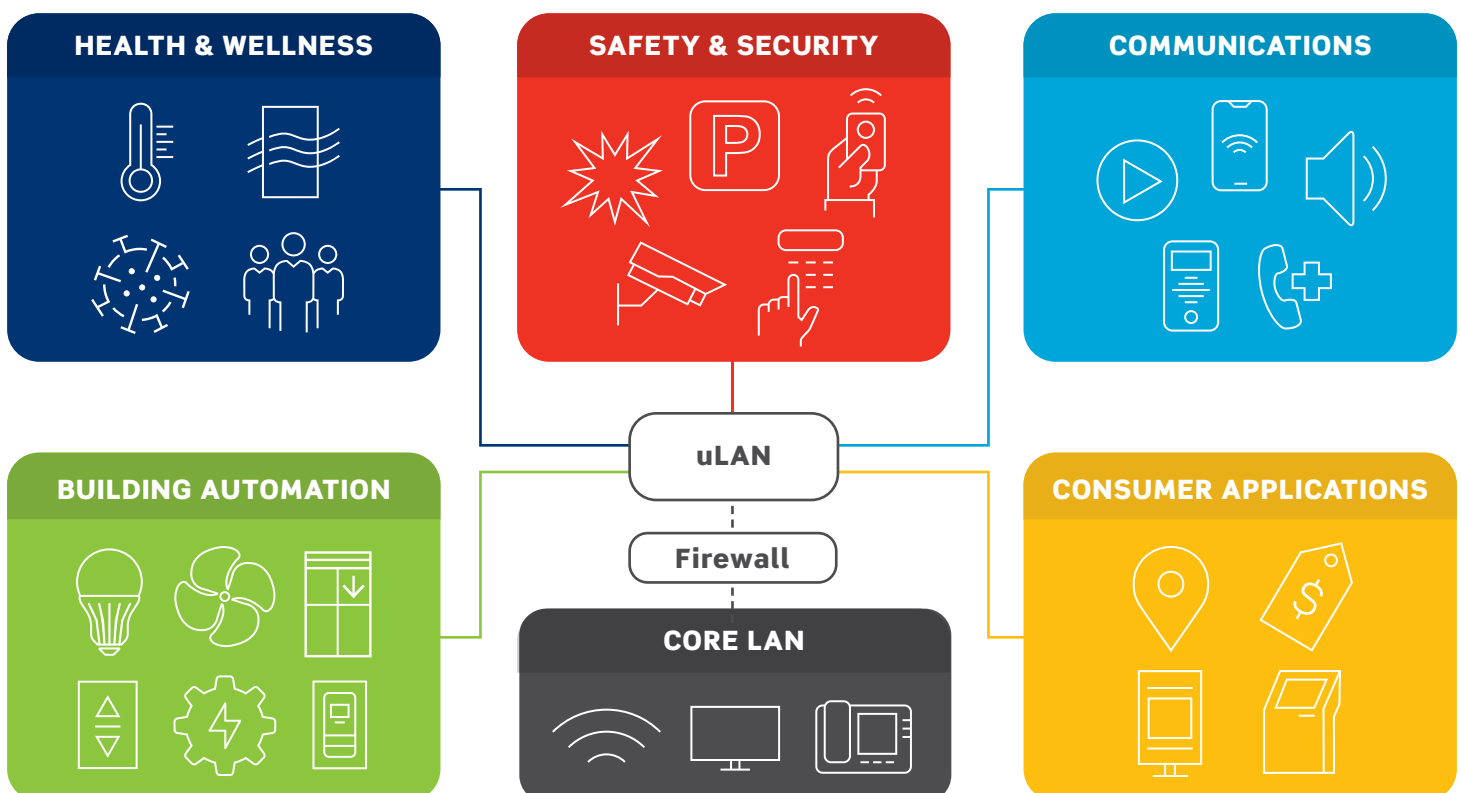 HEALTH & WELLNESS
SAFETY & SECURITY
P
COMMUNICATIONS
uLAN
BUILDING AUTOMATION
CONSUMER APPLICATIONS
$
Firewall
CORE LAN